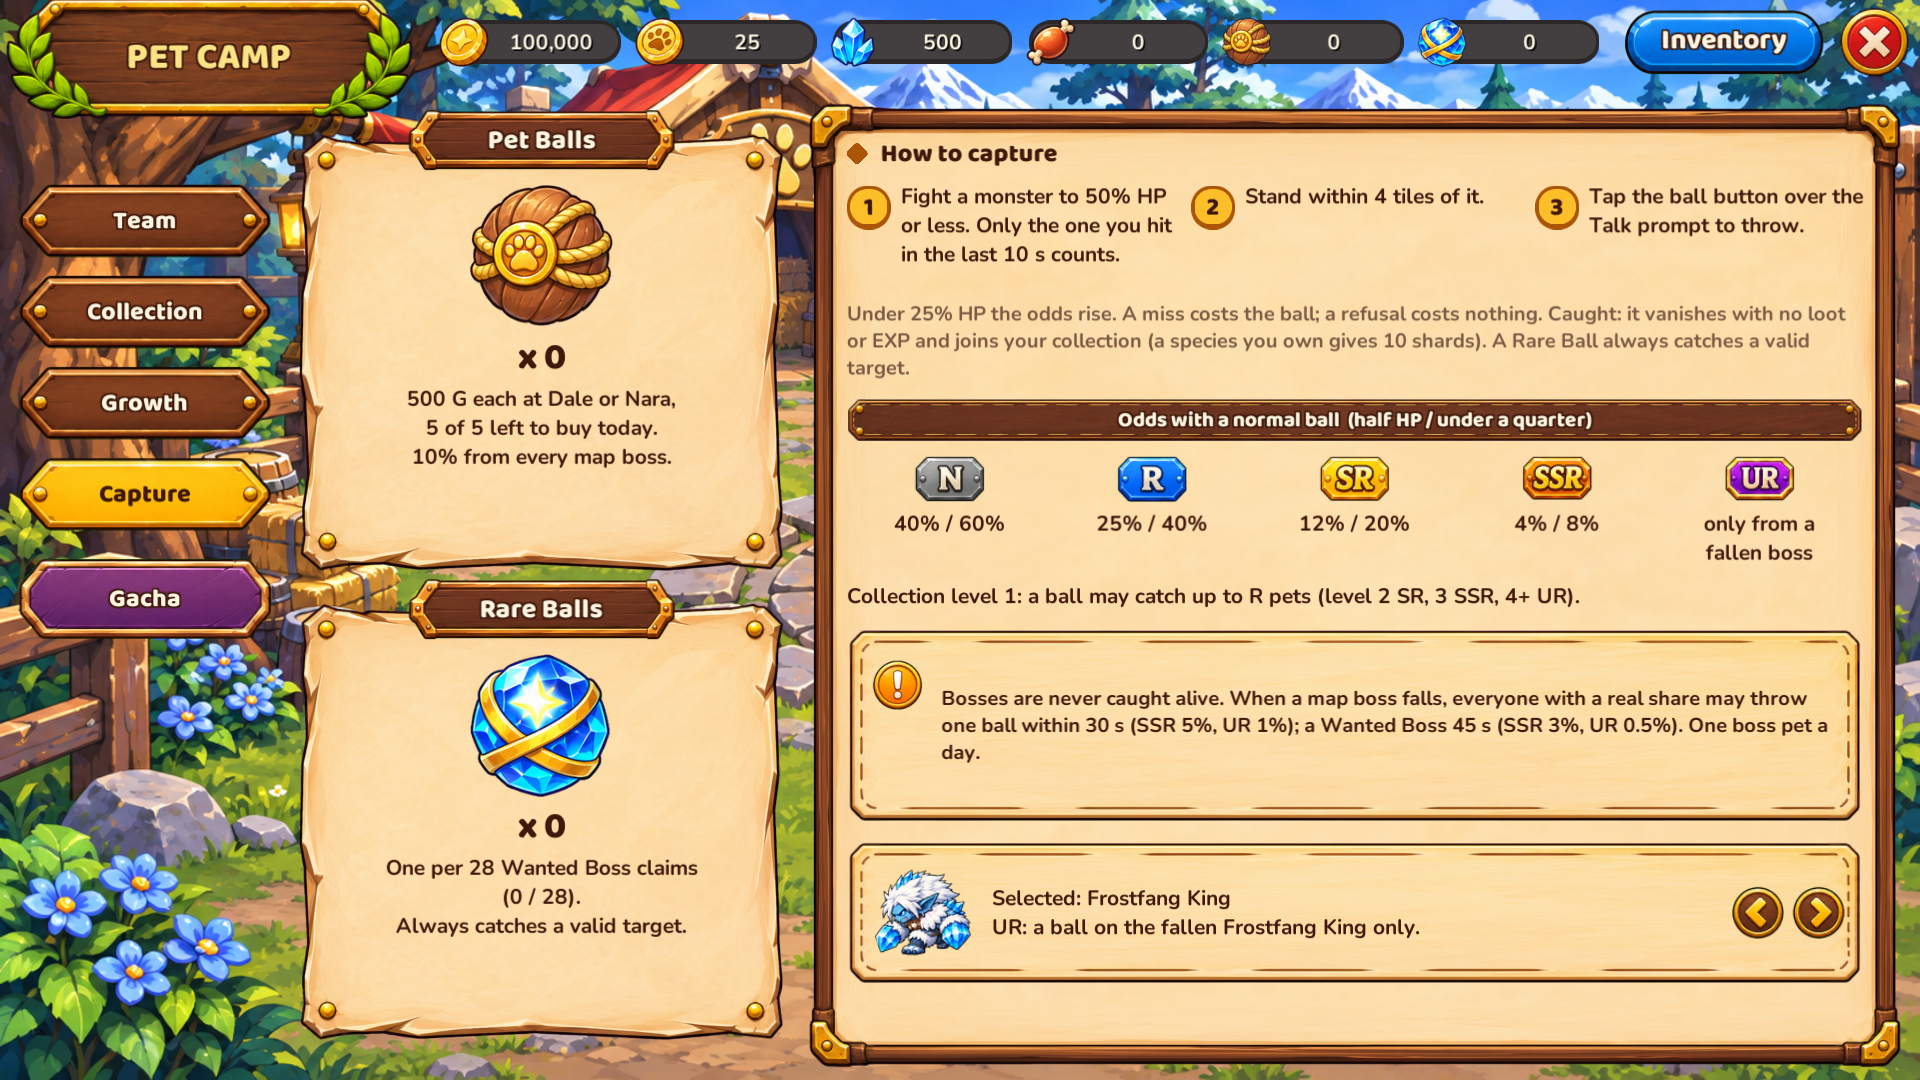 PET CAMP
100,000
25
500
0
0
0
Inventory
Team
Collection
Growth
Capture
Gacha
Pet Balls
x 0
500 G each at Dale or Nara,
5 of 5 left to buy today.
10% from every map boss.
Rare Balls
x 0
One per 28 Wanted Boss claims
(0 / 28).
Always catches a valid target.
How to capture
1
Fight a monster to 50% HP
or less. Only the one you hit
in the last 10 s counts.
2
Stand within 4 tiles of it.
3
Tap the ball button over the
Talk prompt to throw.
Under 25% HP the odds rise. A miss costs the ball; a refusal costs nothing. Caught: it vanishes with no loot
or EXP and joins your collection (a species you own gives 10 shards). A Rare Ball always catches a valid
target.
Odds with a normal ball (half HP / under a quarter)
N
R
SR
SSR
UR
40% / 60%
25% / 40%
12% / 20%
4% / 8%
only from a
fallen boss
Collection level 1: a ball may catch up to R pets (level 2 SR, 3 SSR, 4+ UR).
!
Bosses are never caught alive. When a map boss falls, everyone with a real share may throw
one ball within 30 s (SSR 5%, UR 1%); a Wanted Boss 45 s (SSR 3%, UR 0.5%). One boss pet a
day.
Selected: Frostfang King
UR: a ball on the fallen Frostfang King only.